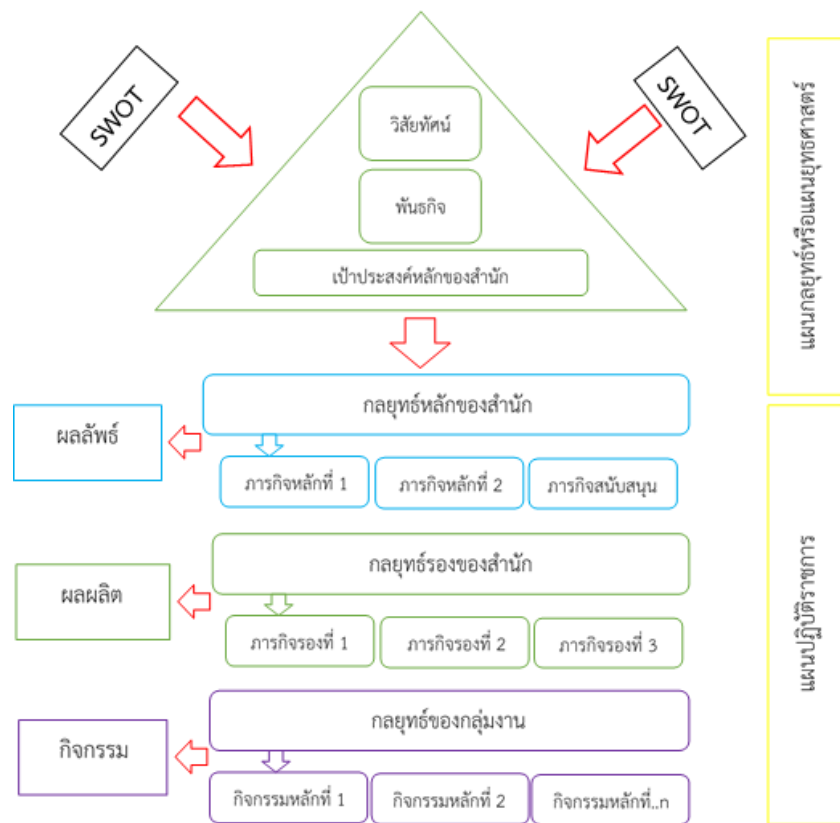 SWOT
SWOT
วิสัยทัศน์
พันธกิจ
เป้าประสงค์หลักของสำนัก
แผนกลยุทธ์หรือแผนยุทธศาสตร์
กลยุทธ์หลักของสำนัก
ผลลัพธ์
ภารกิจหลักที่ 1
ภารกิจหลักที่ 2
ภารกิจสนับสนุน
กลยุทธ์รองของสำนัก
ผลผลิต
ภารกิจรองที่ 1
ภารกิจรองที่ 2
ภารกิจรองที่ 3
กลยุทธ์ของกลุ่มงาน
กิจกรรม
กิจกรรมหลักที่ 1
กิจกรรมหลักที่ 2
กิจกรรมหลักที่..n
แผนปฏิบัติราชการ